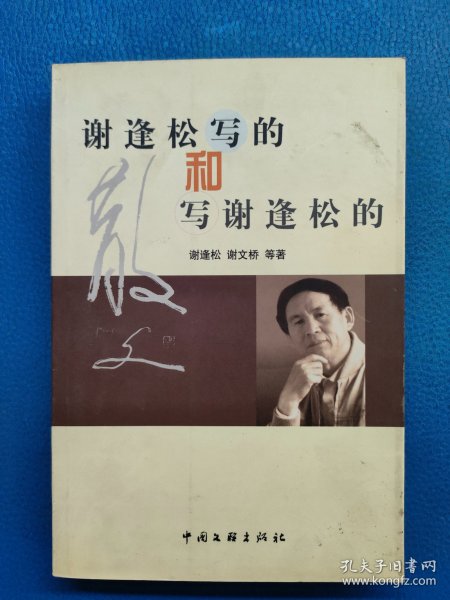 谢逢松写的
和
写谢逢松的
散文
谢逢松 谢文桥 等著
中国文联出版社
孔夫子旧书网
www.kongfz.com